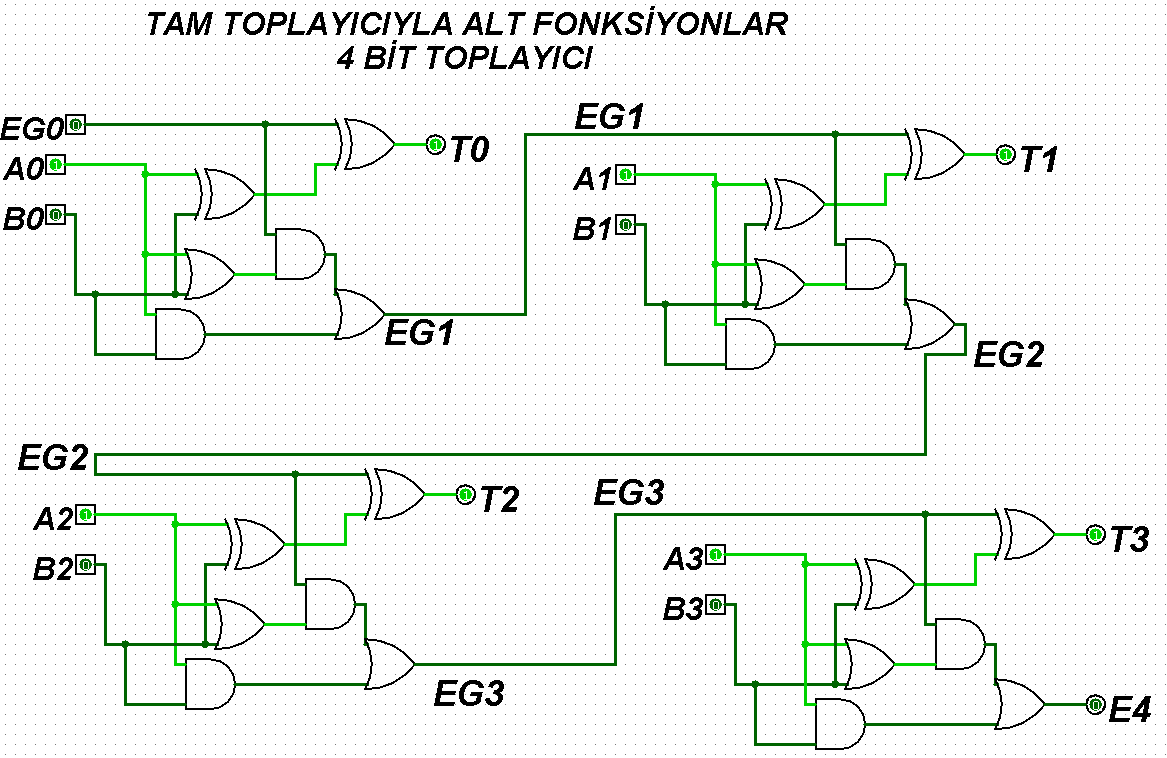 TAM TOPLAYICIYLA ALT FONKSİYONLAR
4 BİT TOPLAYICI
EG0 0
A0 1
B0 0
T0 1
EG1
EG1
A1 1
B1 0
T1 1
EG2
EG2
A2 1
B2 0
T2 1
EG3
EG3
A3 1
B3 0
T3 1
E4 0